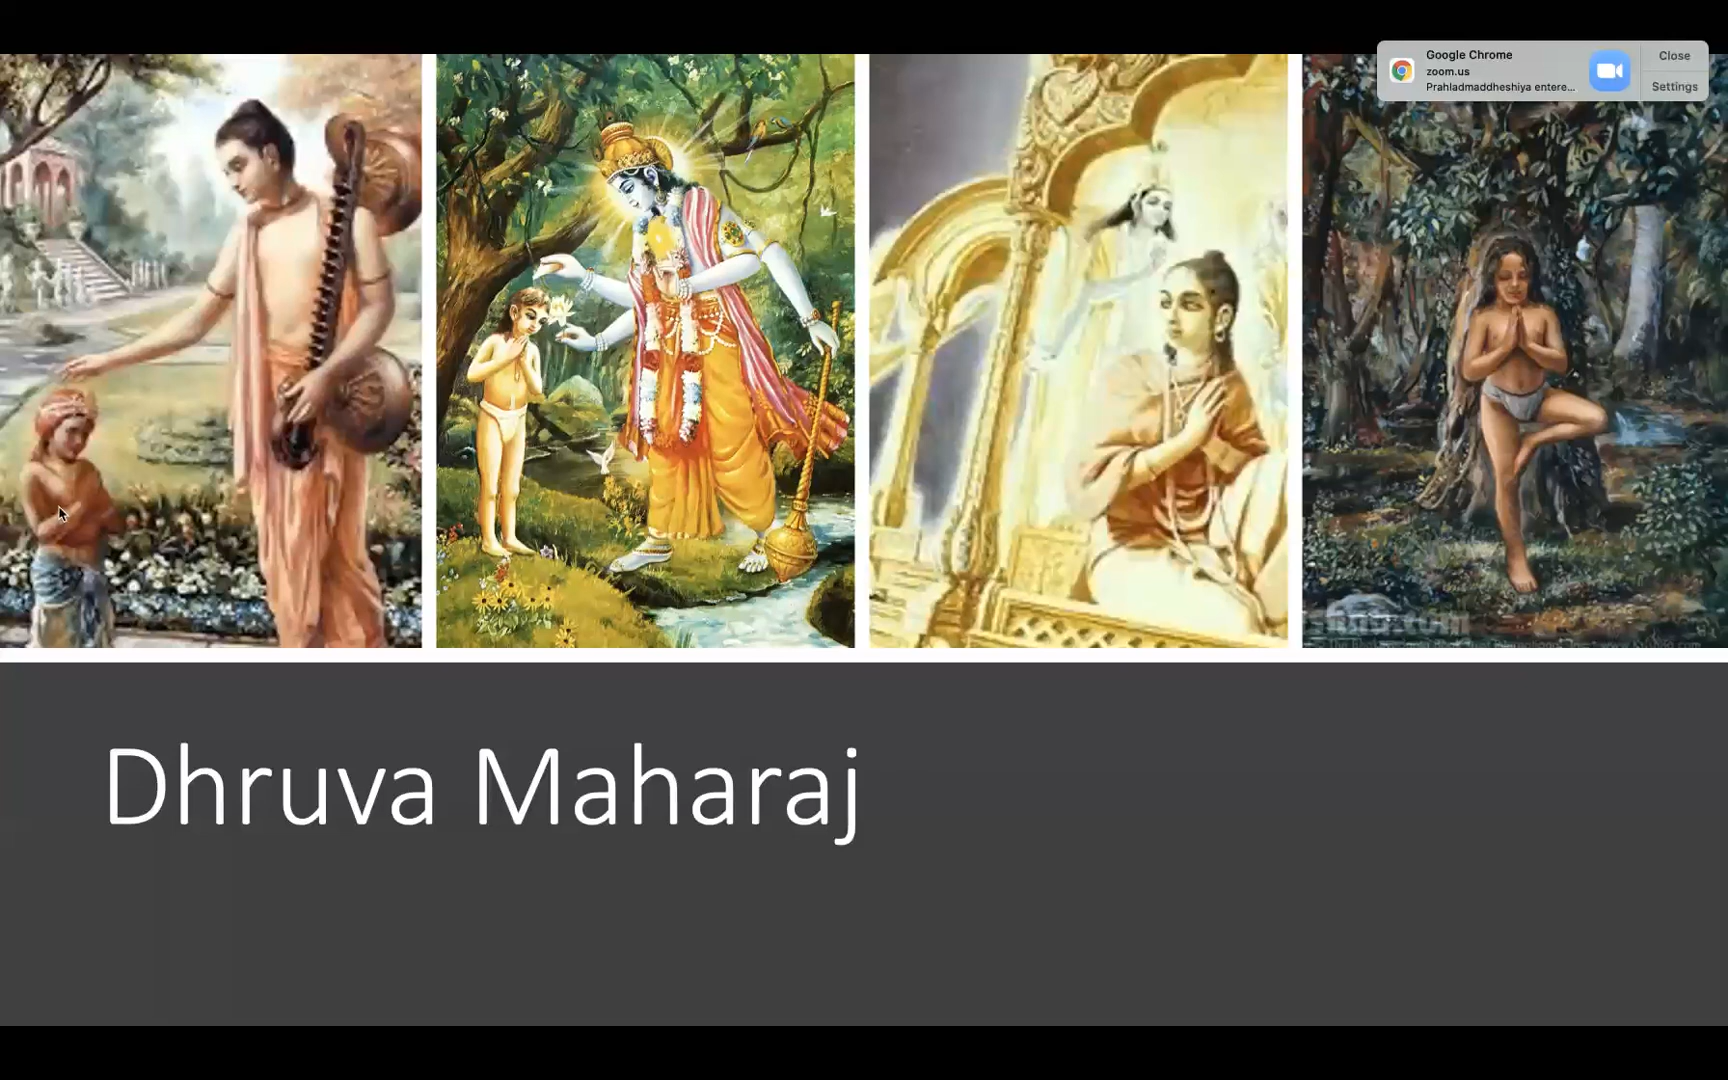 Google Chrome
zoom.us
Prahladmaddheshiya entere...
Close
Settings
Dhruva Maharaj